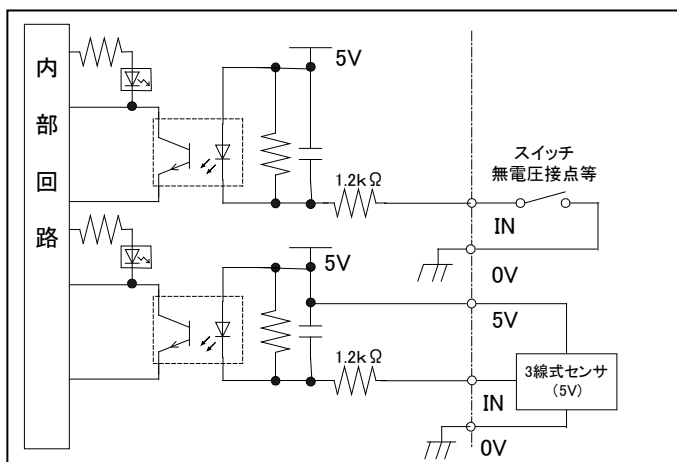 内部回路
5V
1.2kΩ
スイッチ
無電圧接点等
IN
0V
5V
5V
1.2kΩ
3線式センサ
(5V)
IN
0V